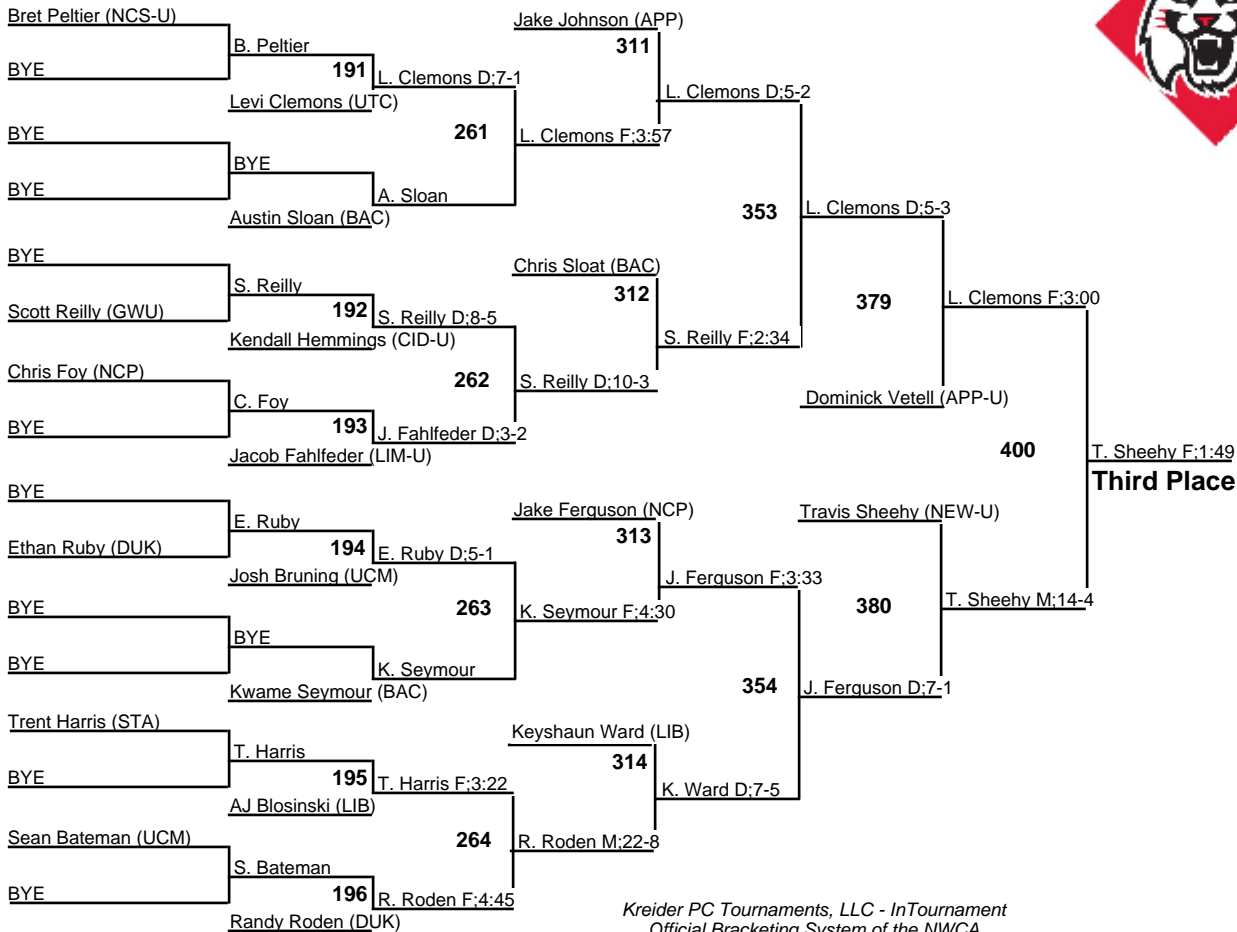 Bret Peltier (NCS-U)
BYE
B. Peltier
191
Levi Clemons (UTC)
L. Clemons D;7-1
BYE
BYE
BYE
Austin Sloan (BAC)
A. Sloan
261
L. Clemons F;3:57
Jake Johnson (APP)
311
L. Clemons D;5-2
BYE
Scott Reilly (GWU)
S. Reilly
192
Kendall Hemmings (CID-U)
S. Reilly D;8-5
Chris Foy (NCP)
BYE
C. Foy
193
Jacob Fahlfeder (LIM-U)
J. Fahlfeder D;3-2
262
S. Reilly D;10-3
Chris Sloat (BAC)
312
S. Reilly F;2:34
353
L. Clemons D;5-3
379
Dominick Vetell (APP-U)
L. Clemons F;3:00
BYE
Ethan Ruby (DUK)
E. Ruby
194
Josh Bruning (UCM)
E. Ruby D;5-1
BYE
BYE
BYE
Kwame Seymour (BAC)
K. Seymour
263
K. Seymour F;4:30
Jake Ferguson (NCP)
313
J. Ferguson F;3:33
Trent Harris (STA)
BYE
T. Harris
195
AJ Blosinski (LIB)
T. Harris F;3:22
Sean Bateman (UCM)
BYE
S. Bateman
196
Randy Roden (DUK)
R. Roden F;4:45
264
R. Roden M;22-8
Keyshaun Ward (LIB)
314
K. Ward D;7-5
354
J. Ferguson D;7-1
Travis Sheehy (NEW-U)
380
T. Sheehy M;14-4
400
T. Sheehy F;1:49
Third Place
Kreider PC Tournaments, LLC - InTournament
Official Bracketing System of the NWCA